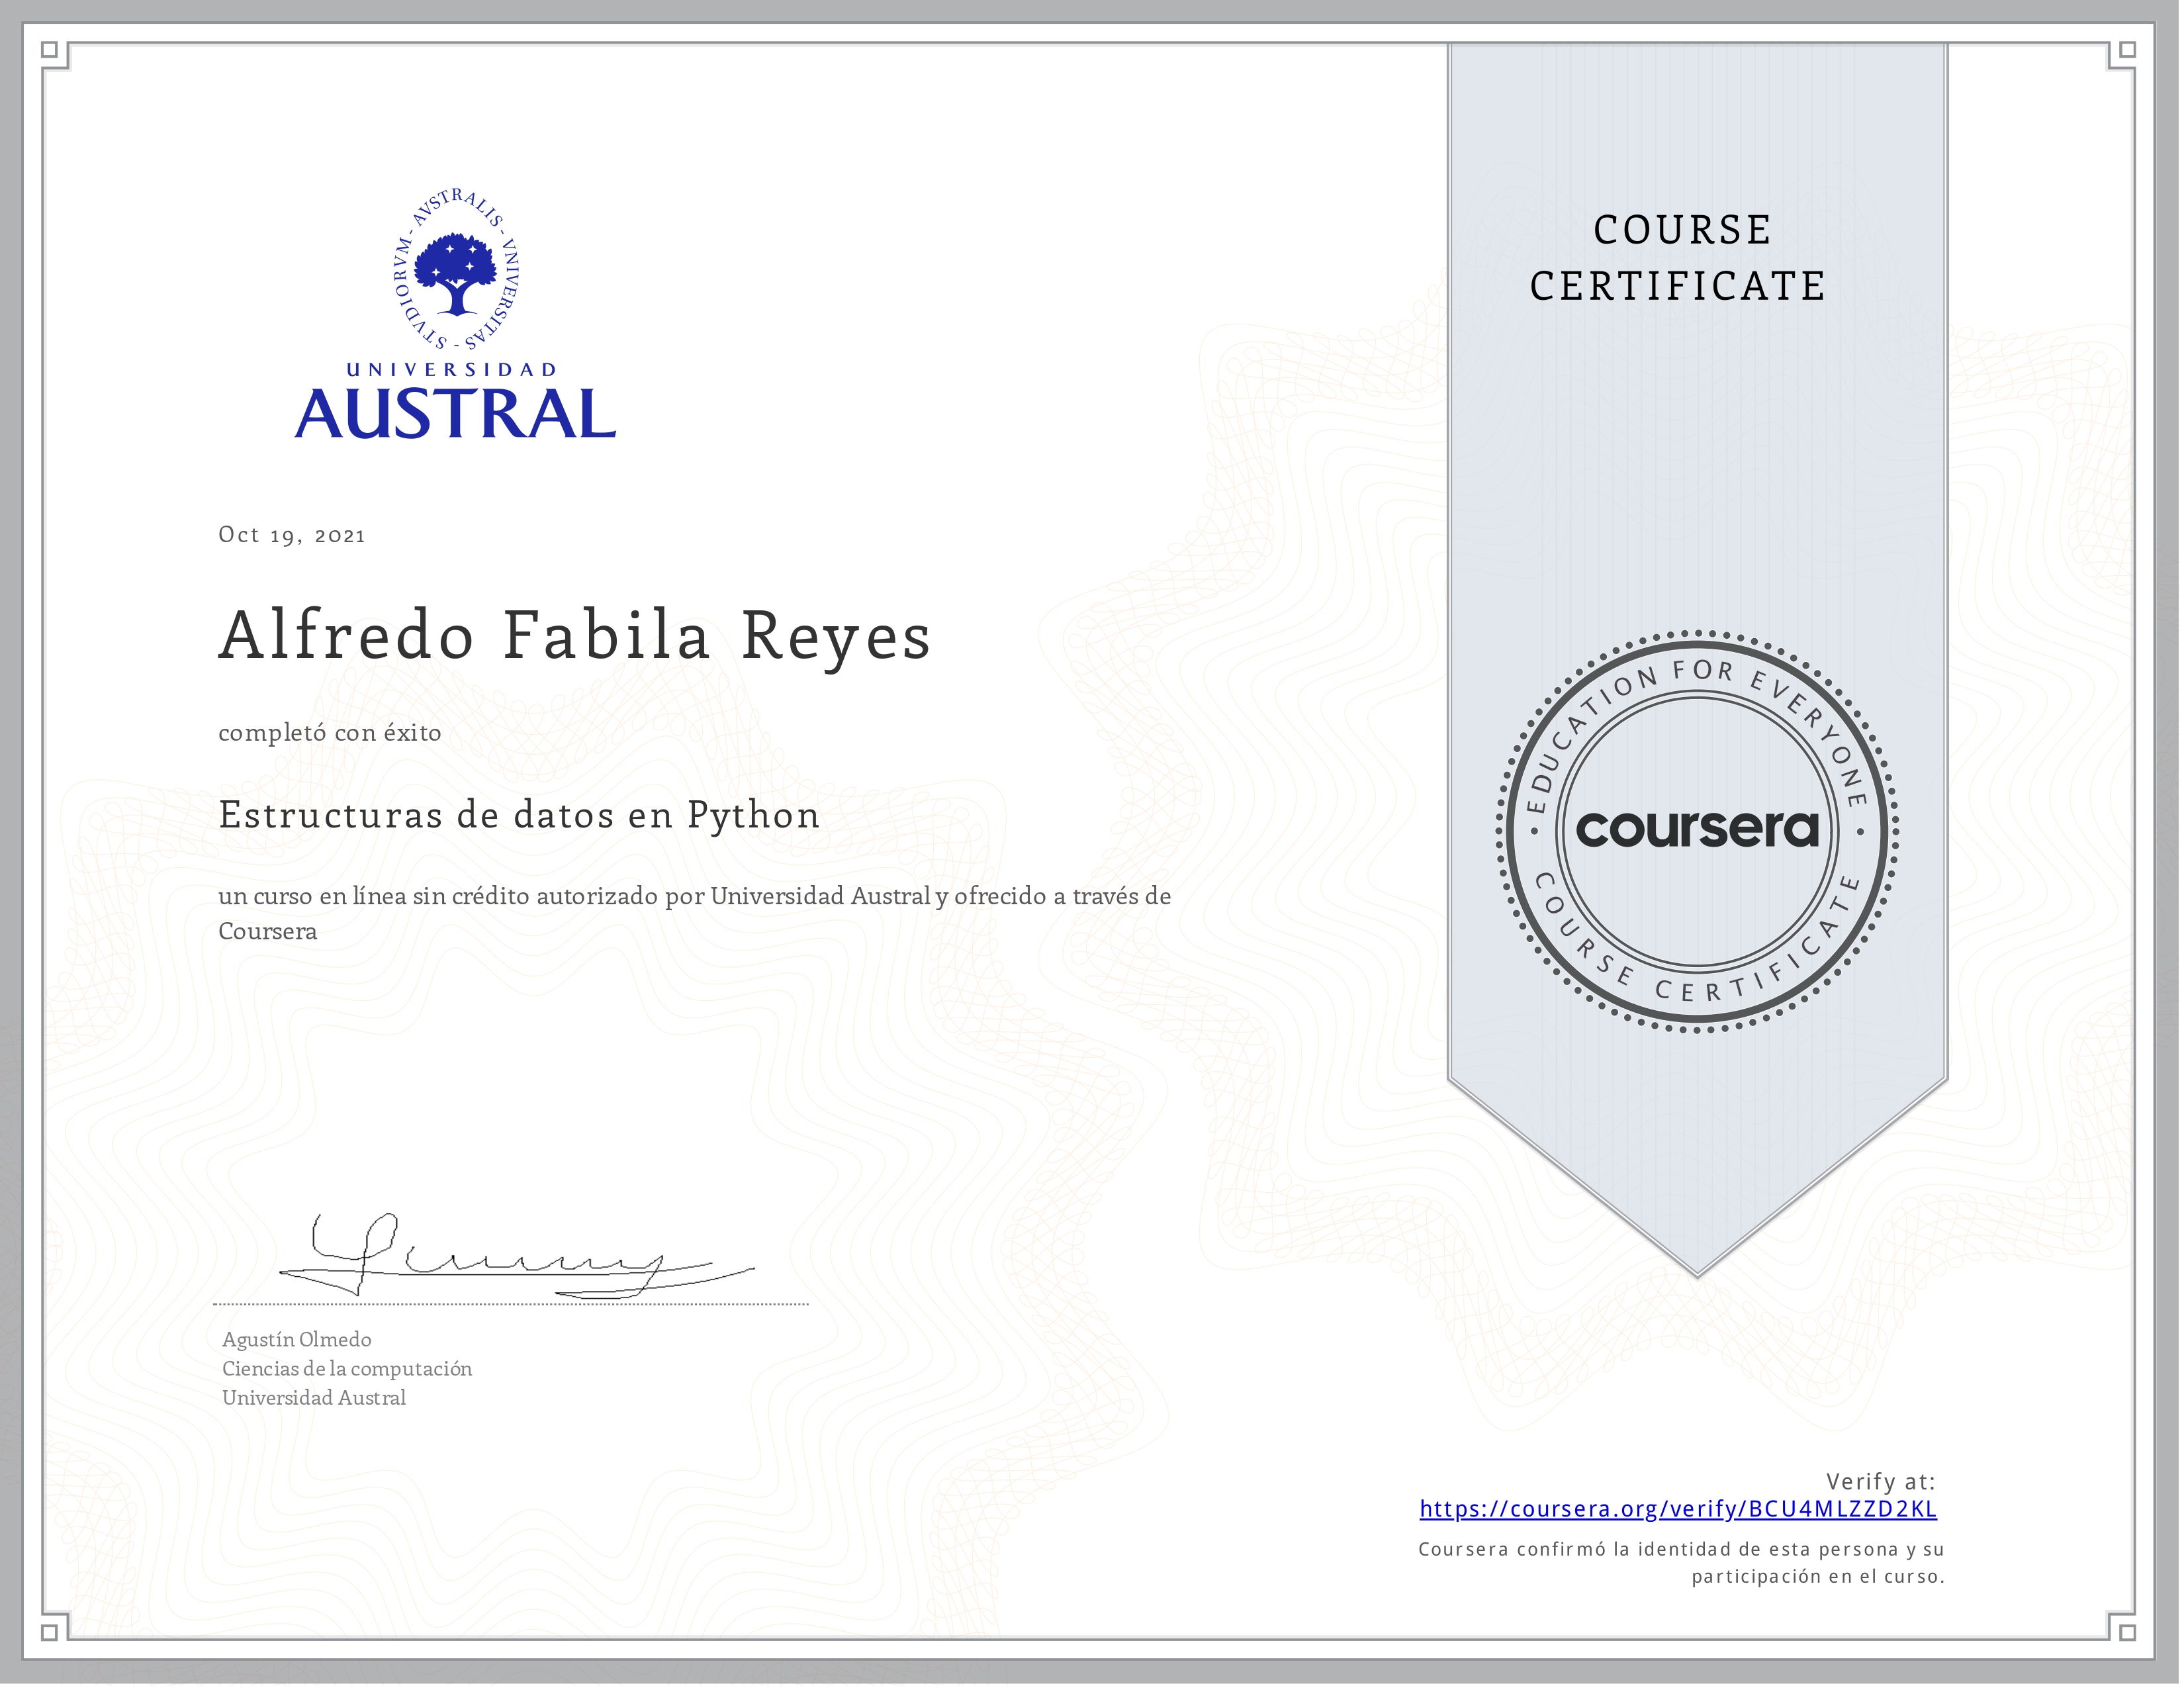 STVDIORVM - AVSTRALIS - VNIVERSITAS -
UNIVERSIDAD
AUSTRAL
COURSE
CERTIFICATE
Oct 19, 2021
Alfredo Fabila Reyes
completó con éxito
Estructuras de datos en Python
un curso en línea sin crédito autorizado por Universidad Austral y ofrecido a través de
Coursera
EDUCATION FOR EVERYONE
coursera
COURSE CERTIFICATE
Agustín Olmedo
Ciencias de la computación
Universidad Austral
Verify at:
https://coursera.org/verify/BCU4MLZZD2KL
Coursera confirmó la identidad de esta persona y su
participación en el curso.